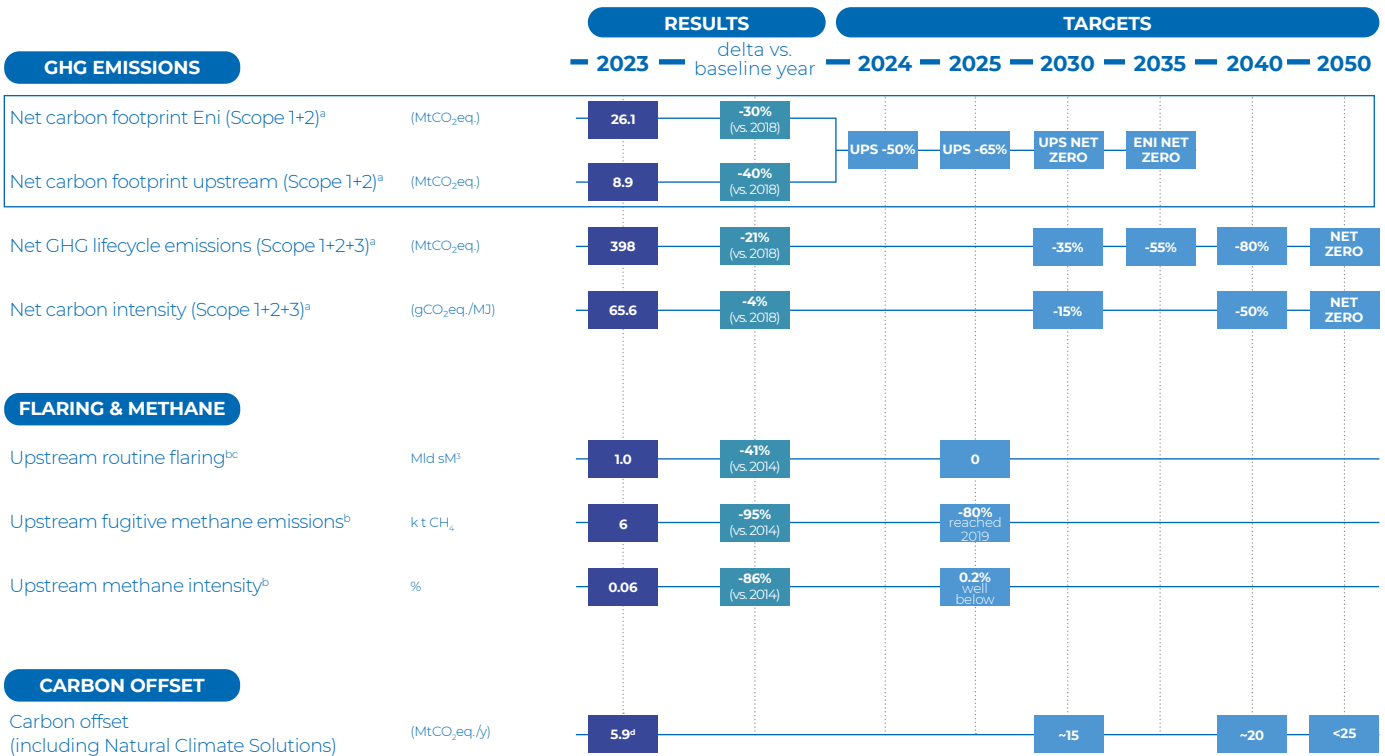 RESULTS TARGETS
GHG EMISSIONS 2023 delta vs. baseline year 2024 2025 2030 2035 2040 2050
Net carbon footprint Eni (Scope 1+2)ᵃ (MtCO₂eq.) 26.1 -30% (vs. 2018)
UPS -50% UPS -65% UPS NET ZERO ENI NET ZERO
Net carbon footprint upstream (Scope 1+2)ᵃ (MtCO₂eq.) 8.9 -40% (vs. 2018)
Net GHG lifecycle emissions (Scope 1+2+3)ᵃ (MtCO₂eq.) 398 -21% (vs. 2018) -35% -55% -80% NET ZERO
Net carbon intensity (Scope 1+2+3)ᵃ (gCO₂eq./MJ) 65.6 -4% (vs. 2018) -15% -50% NET ZERO
FLARING & METHANE
Upstream routine flaringᵇᶜ Mld sM³ 1.0 -41% (vs. 2014) 0
Upstream fugitive methane emissionsᵇ k t CH₄ 6 -95% (vs. 2014) -80% reached 2019
Upstream methane intensityᵇ % 0.06 -86% (vs. 2014) 0.2% well below
CARBON OFFSET
Carbon offset
(including Natural Climate Solutions) (MtCO₂eq./y) 5.9ᵈ ~15 ~20 <25